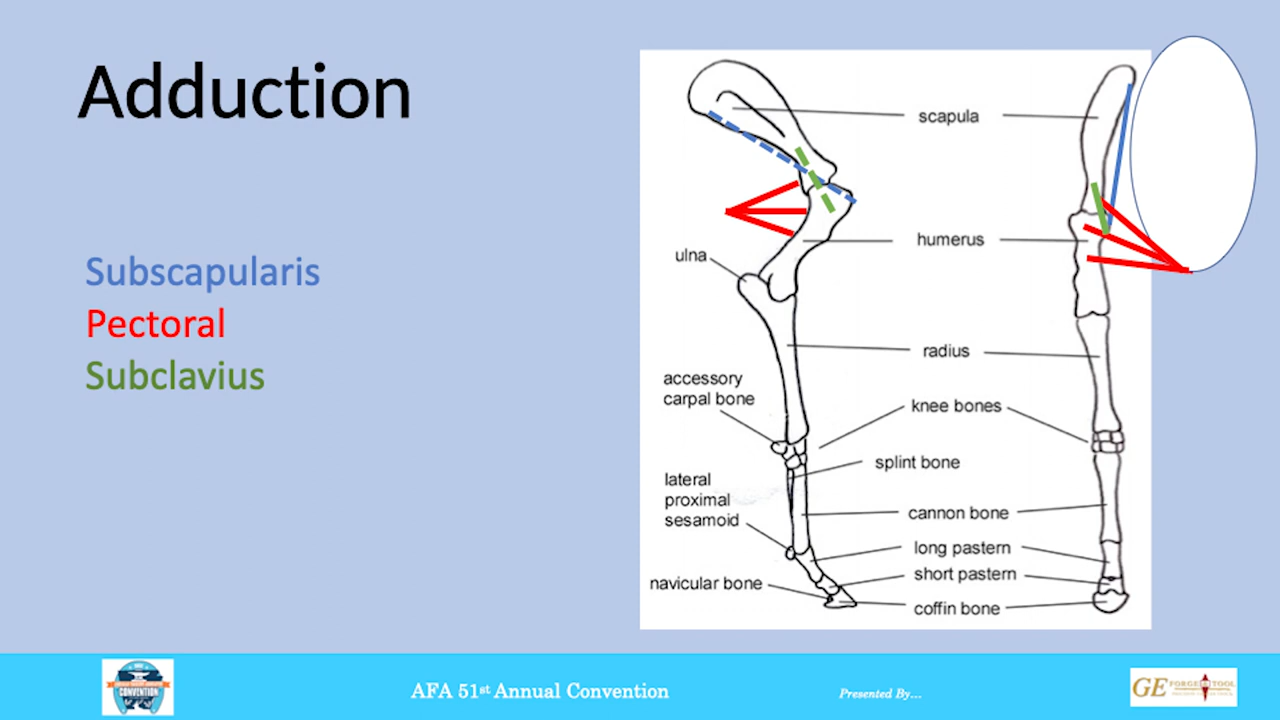 Adduction
Subscapularis
Pectoral
Subclavius
scapula
humerus
ulna
radius
accessory
carpal bone
knee bones
splint bone
lateral
proximal
sesamoid
cannon bone
long pastern
short pastern
navicular bone
coffin bone
CONVENTION
AFA 51st Annual Convention
Presented By...
GE FORGE & TOOL